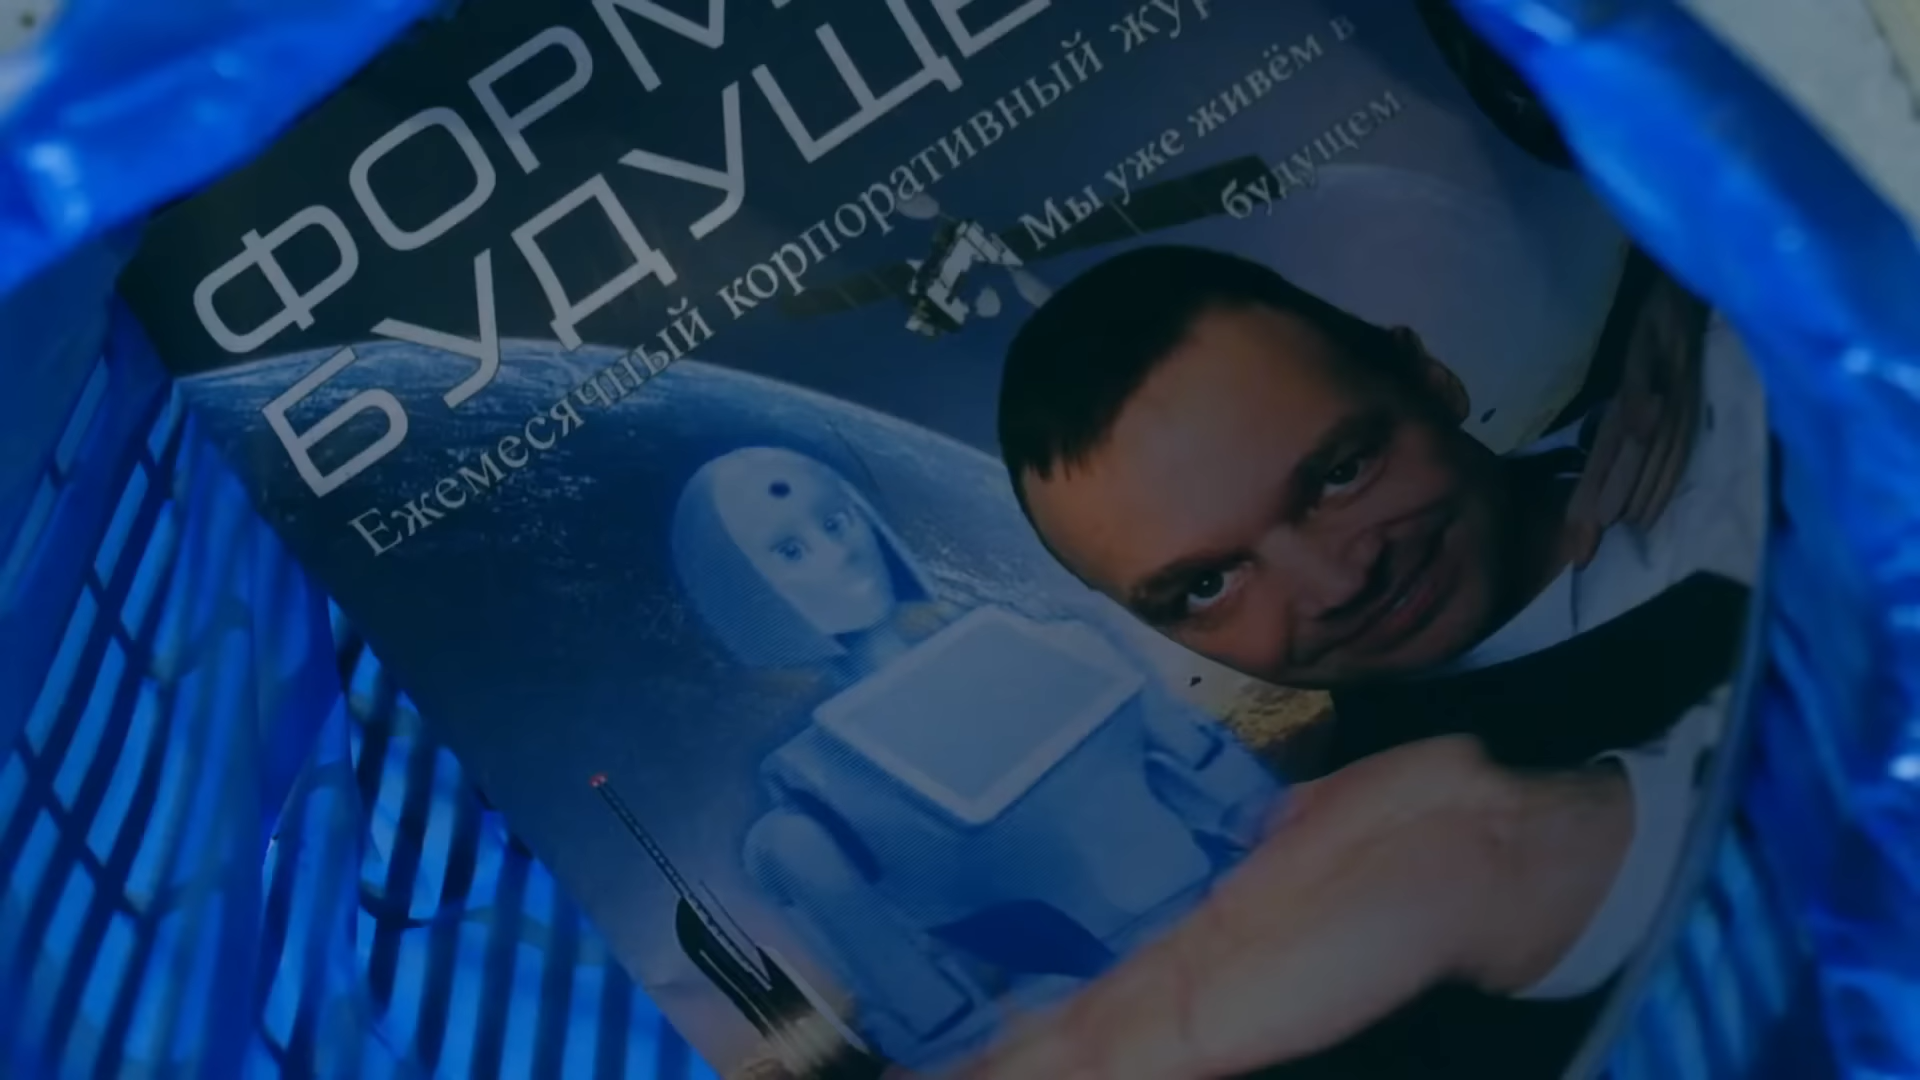 ФОРМ
БУДУЩЕ
Ежемесячный корпоративный жур
Мы уже живём в
будущем